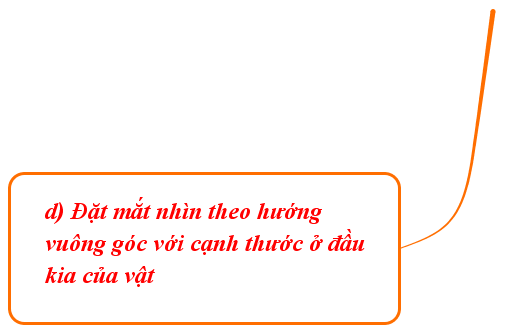 d) Đặt mắt nhìn theo hướng
vuông góc với cạnh thước ở đầu
kia của vật